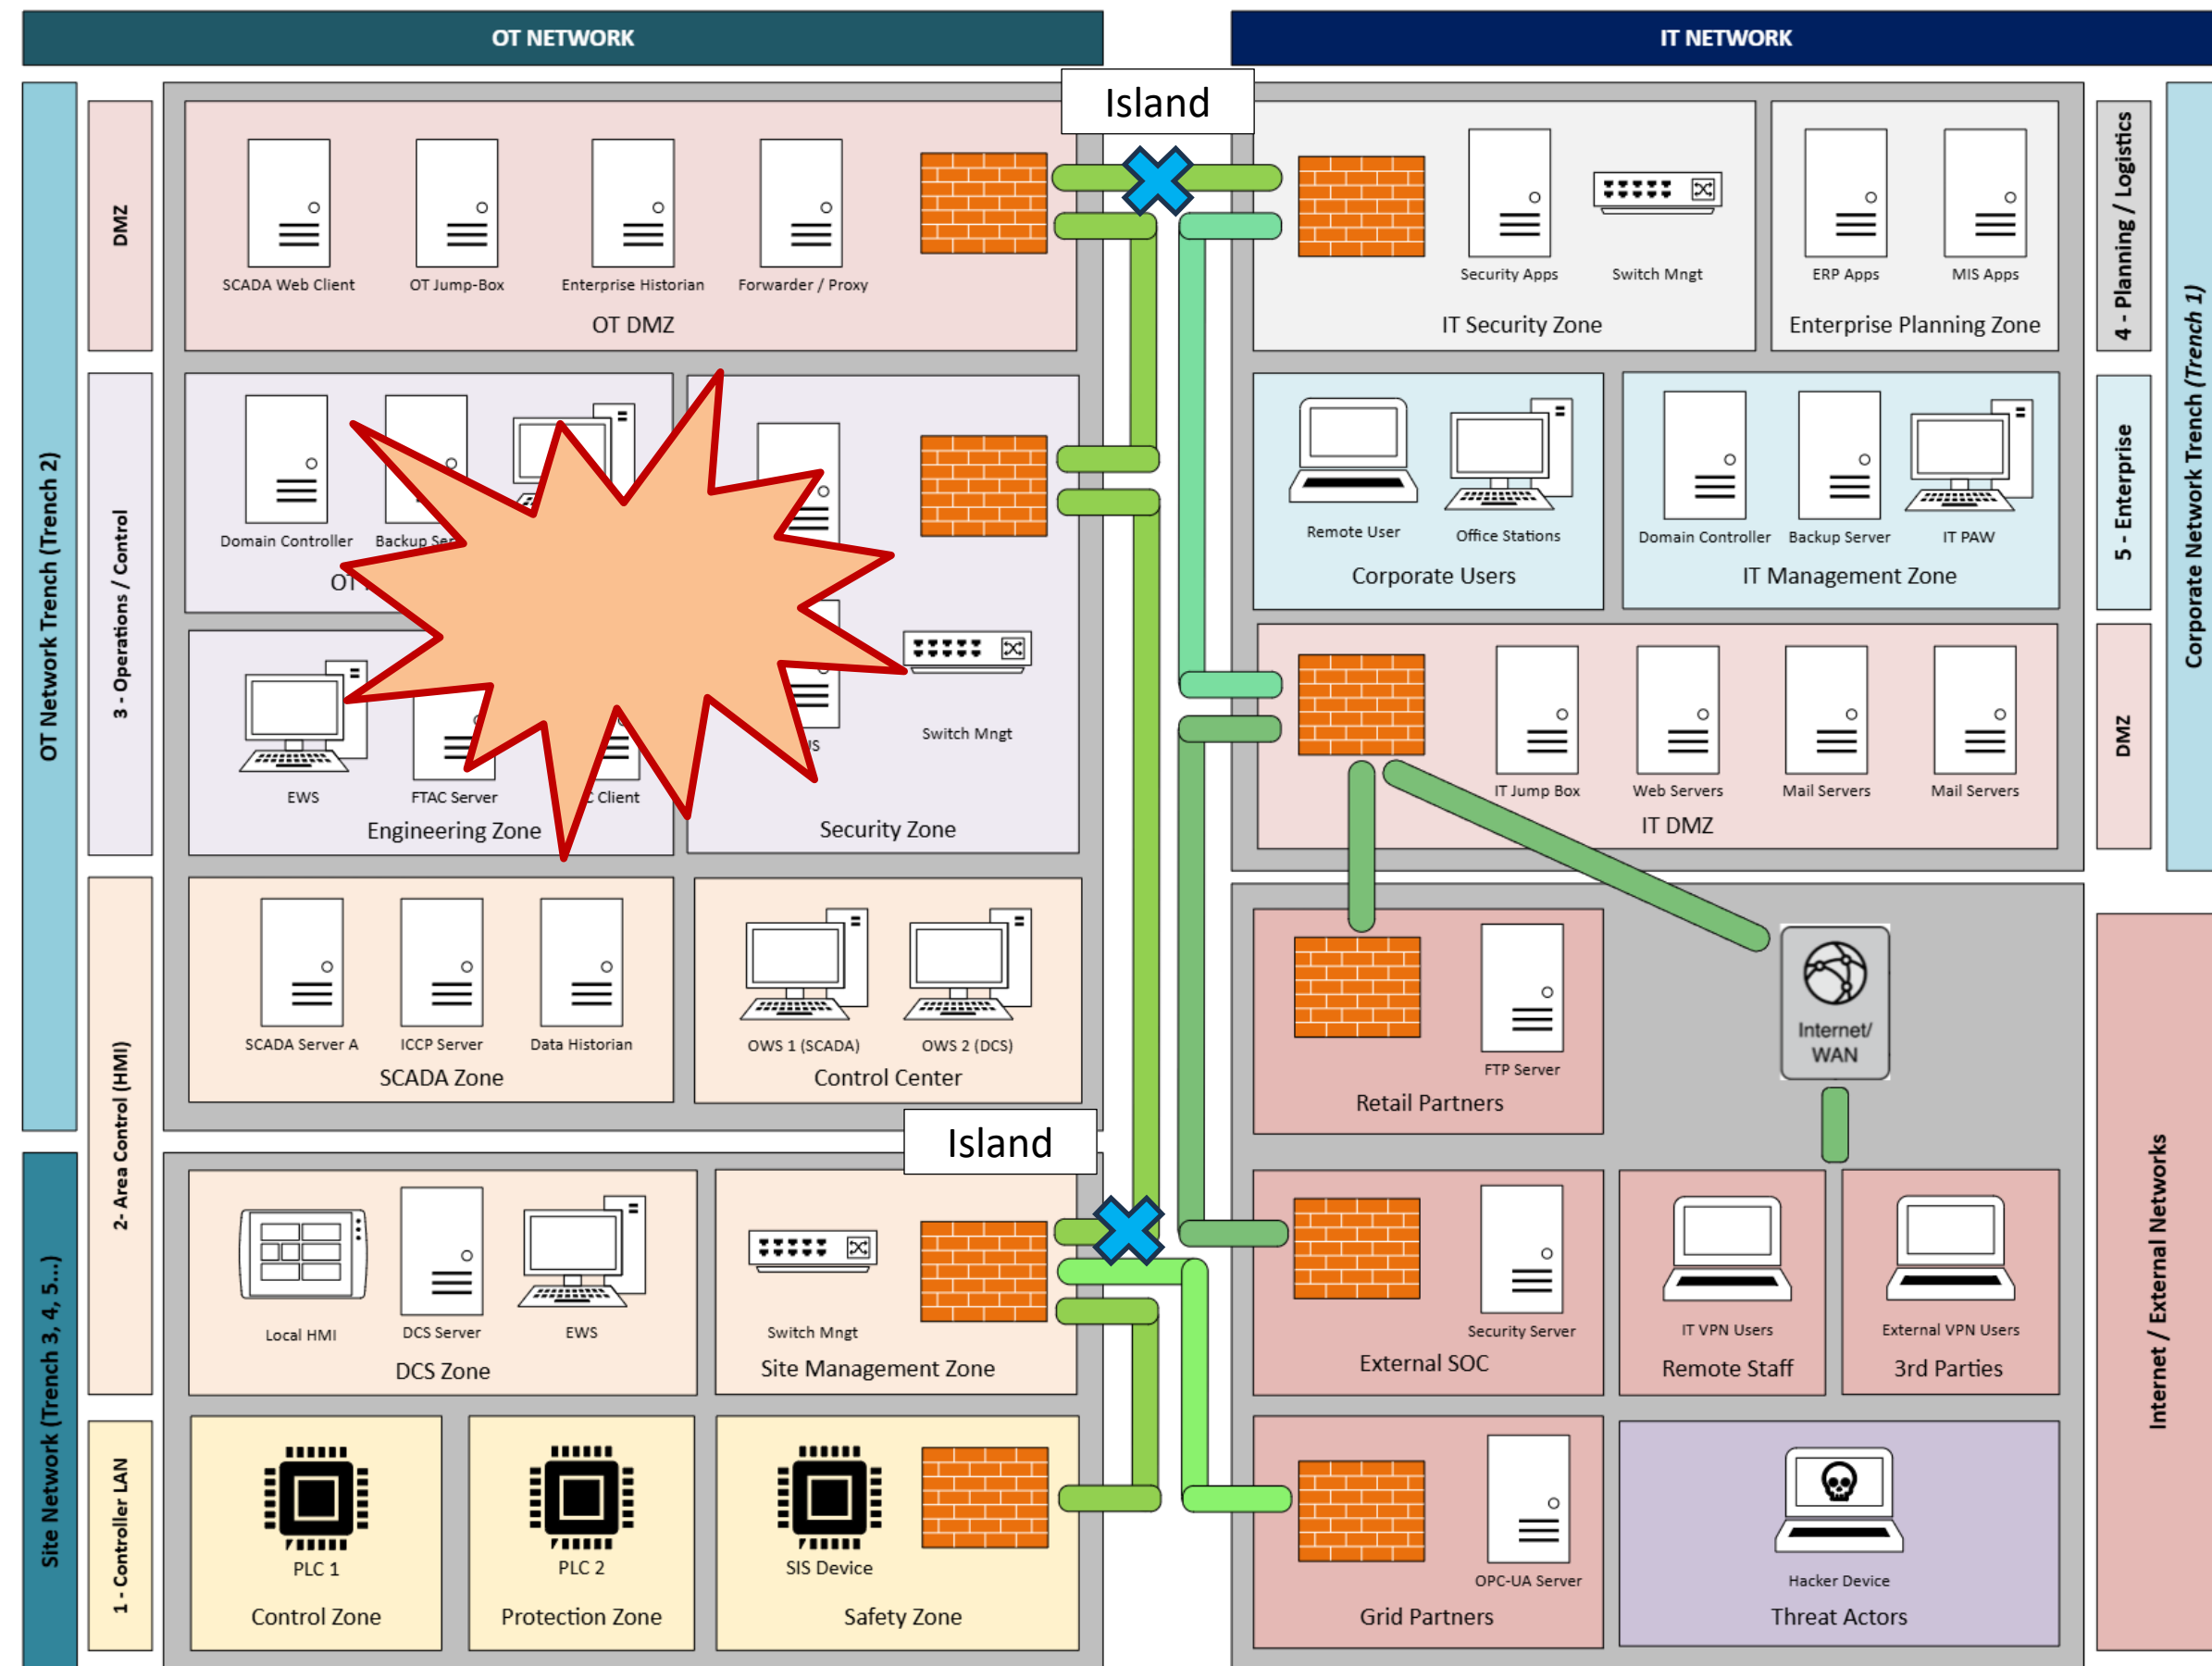 OT NETWORK
IT NETWORK
Island
OT Network Trench (Trench 2)
DMZ
SCADA Web Client
OT Jump-Box
Enterprise Historian
Forwarder / Proxy
OT DMZ
Security Apps
Switch Mngt
IT Security Zone
ERP Apps
MIS Apps
Enterprise Planning Zone
4 - Planning / Logistics
Corporate Network Trench (Trench 1)
3 - Operations / Control
Domain Controller
Backup Ser
OT
Switch Mngt
Security Zone
EWS
FTAC Server
Client
Engineering Zone
Remote User
Office Stations
Corporate Users
Domain Controller
Backup Server
IT PAW
IT Management Zone
5 - Enterprise
IT Jump Box
Web Servers
Mail Servers
Mail Servers
IT DMZ
DMZ
2- Area Control (HMI)
SCADA Server A
ICCP Server
Data Historian
SCADA Zone
OWS 1 (SCADA)
OWS 2 (DCS)
Control Center
FTP Server
Retail Partners
Internet/
WAN
Internet / External Networks
Island
Site Network (Trench 3, 4, 5...)
Local HMI
DCS Server
EWS
DCS Zone
Switch Mngt
Site Management Zone
Security Server
External SOC
IT VPN Users
Remote Staff
External VPN Users
3rd Parties
1 - Controller LAN
PLC 1
Control Zone
PLC 2
Protection Zone
SIS Device
Safety Zone
OPC-UA Server
Grid Partners
Hacker Device
Threat Actors